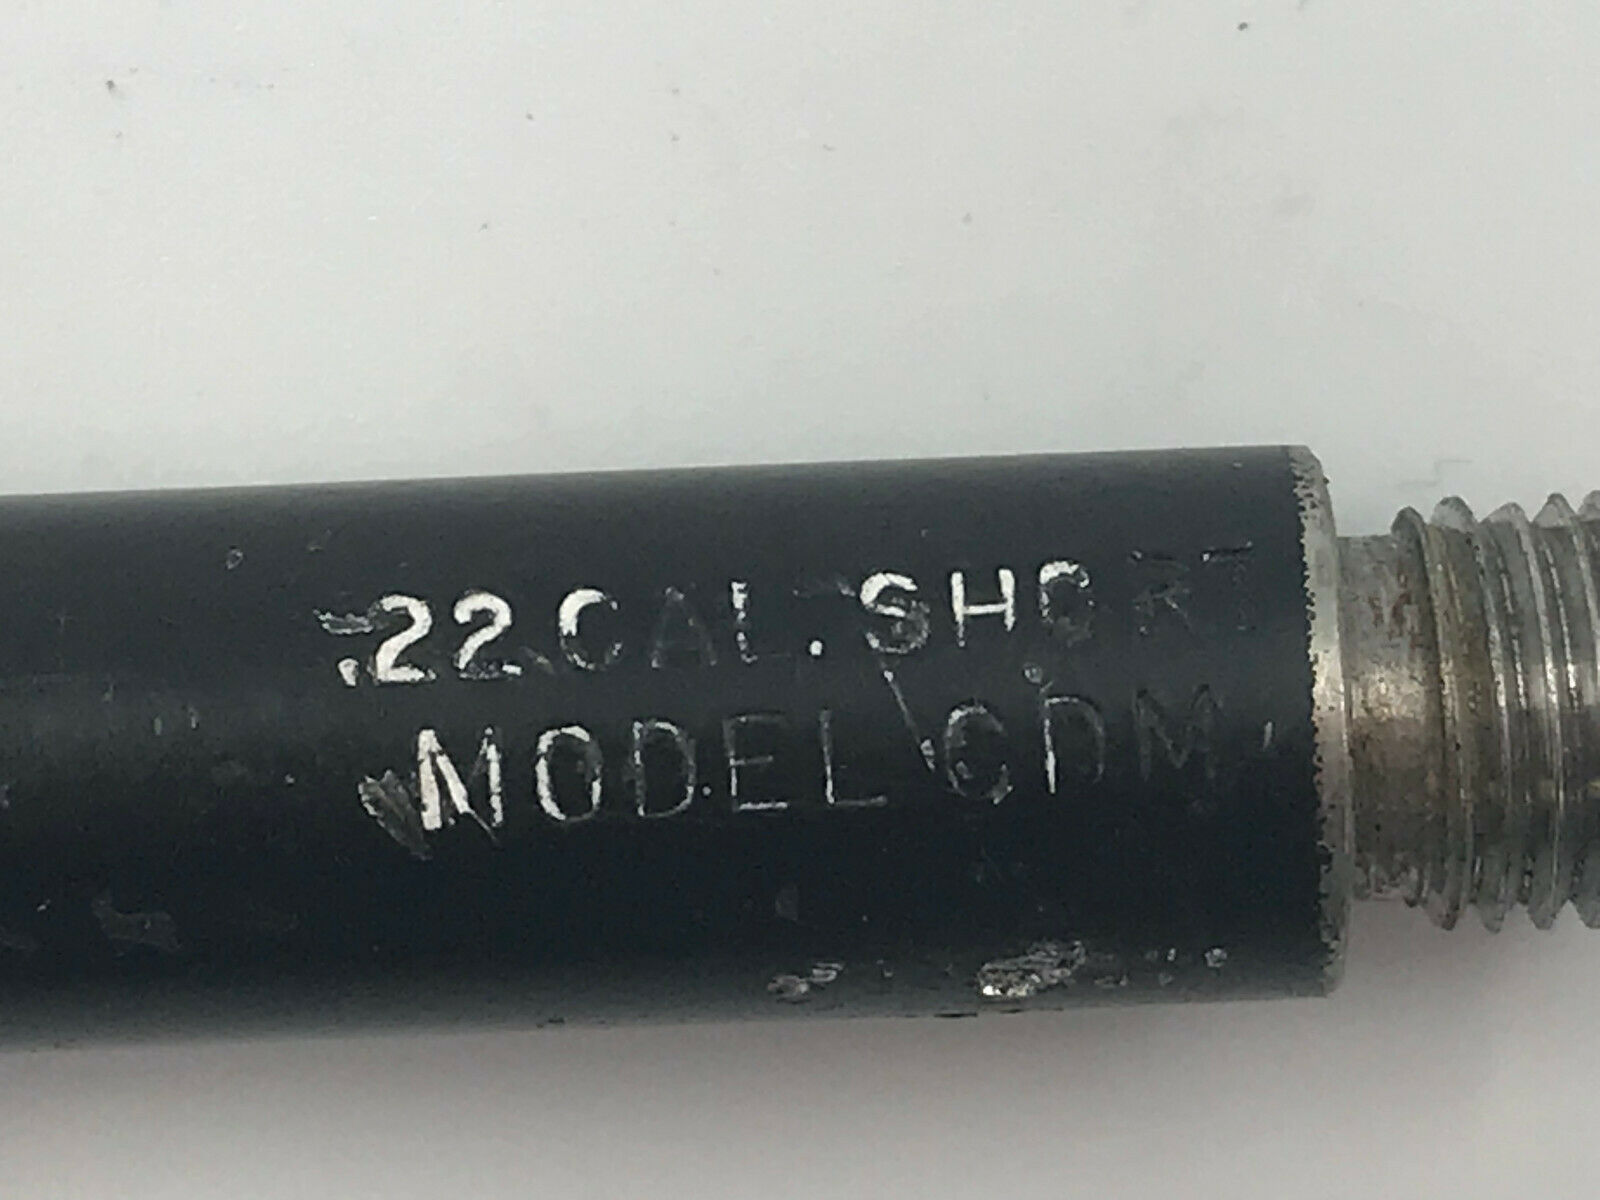 .22 CAL. SHORT
MODEL CDM